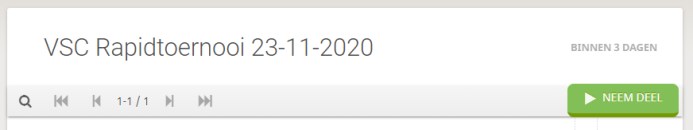 VSC Rapidtoernooi 23-11-2020
BINNEN 3 DAGEN
1-1 / 1
NEEM DEEL